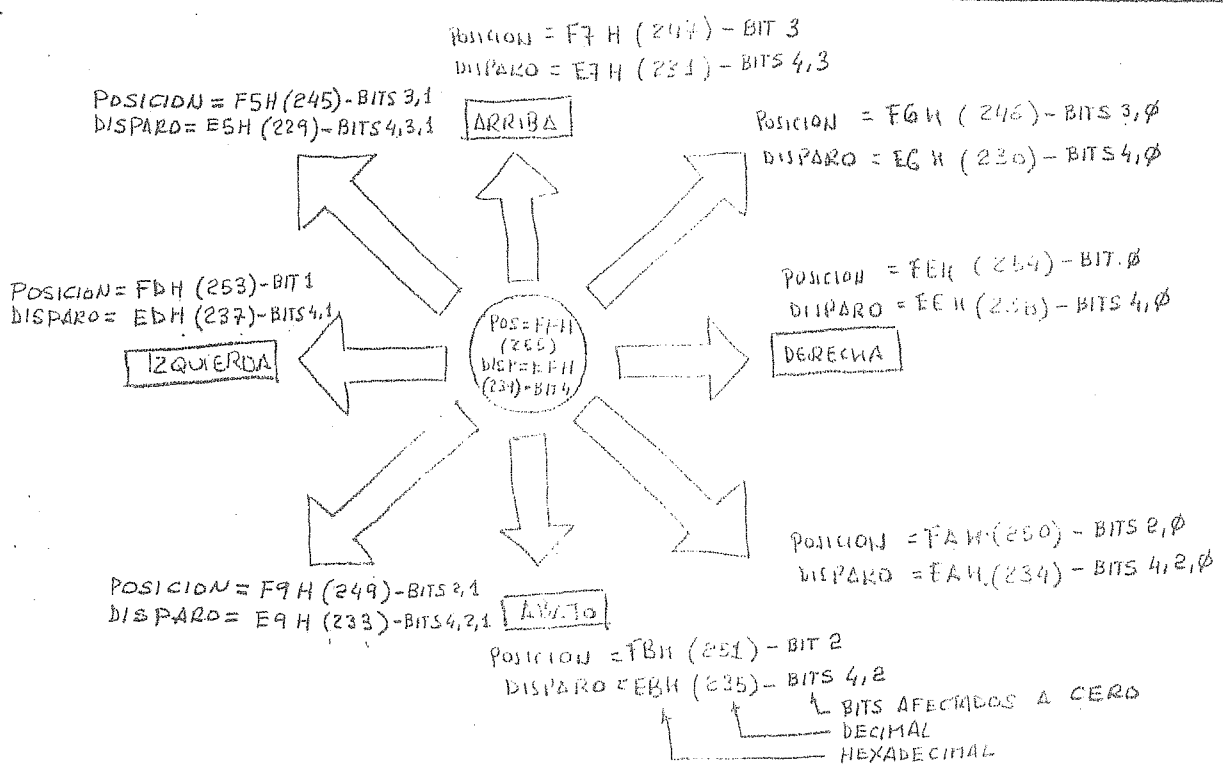 POSICION = F7 H (247) - BIT 3
DISPARO = E7 H (231) - BITS 4,3
POSICION = F5H (245) - BITS 3,1
DISPARO = E5H (229) - BITS 4,3,1
ARRIBA
POSICION = F6 H (246) - BITS 3,Ø
DISPARO = E6 H (230) - BITS 4,Ø
POSICION = FDH (253) - BIT 1
DISPARO = EDH (237) - BITS 4,1
IZQUIERDA
POSICION = FEH (254) - BIT.Ø
DISPARO = EEH (238) - BITS 4,Ø
DERECHA
POS = FFH
(255)
DISP = EFH
(239) - BIT 4
POSICION = F9 H (249) - BITS 2,1
DISPARO = E9 H (233) - BITS 4,2,1
POSICION = FAH (250) - BITS 2,Ø
DISPARO = EAH (234) - BITS 4,2,Ø
ABAJO
POSICION = FBH (251) - BIT 2
DISPARO = EBH (235) - BITS 4,2
BITS AFECTADOS A CERO
DECIMAL
HEXADECIMAL